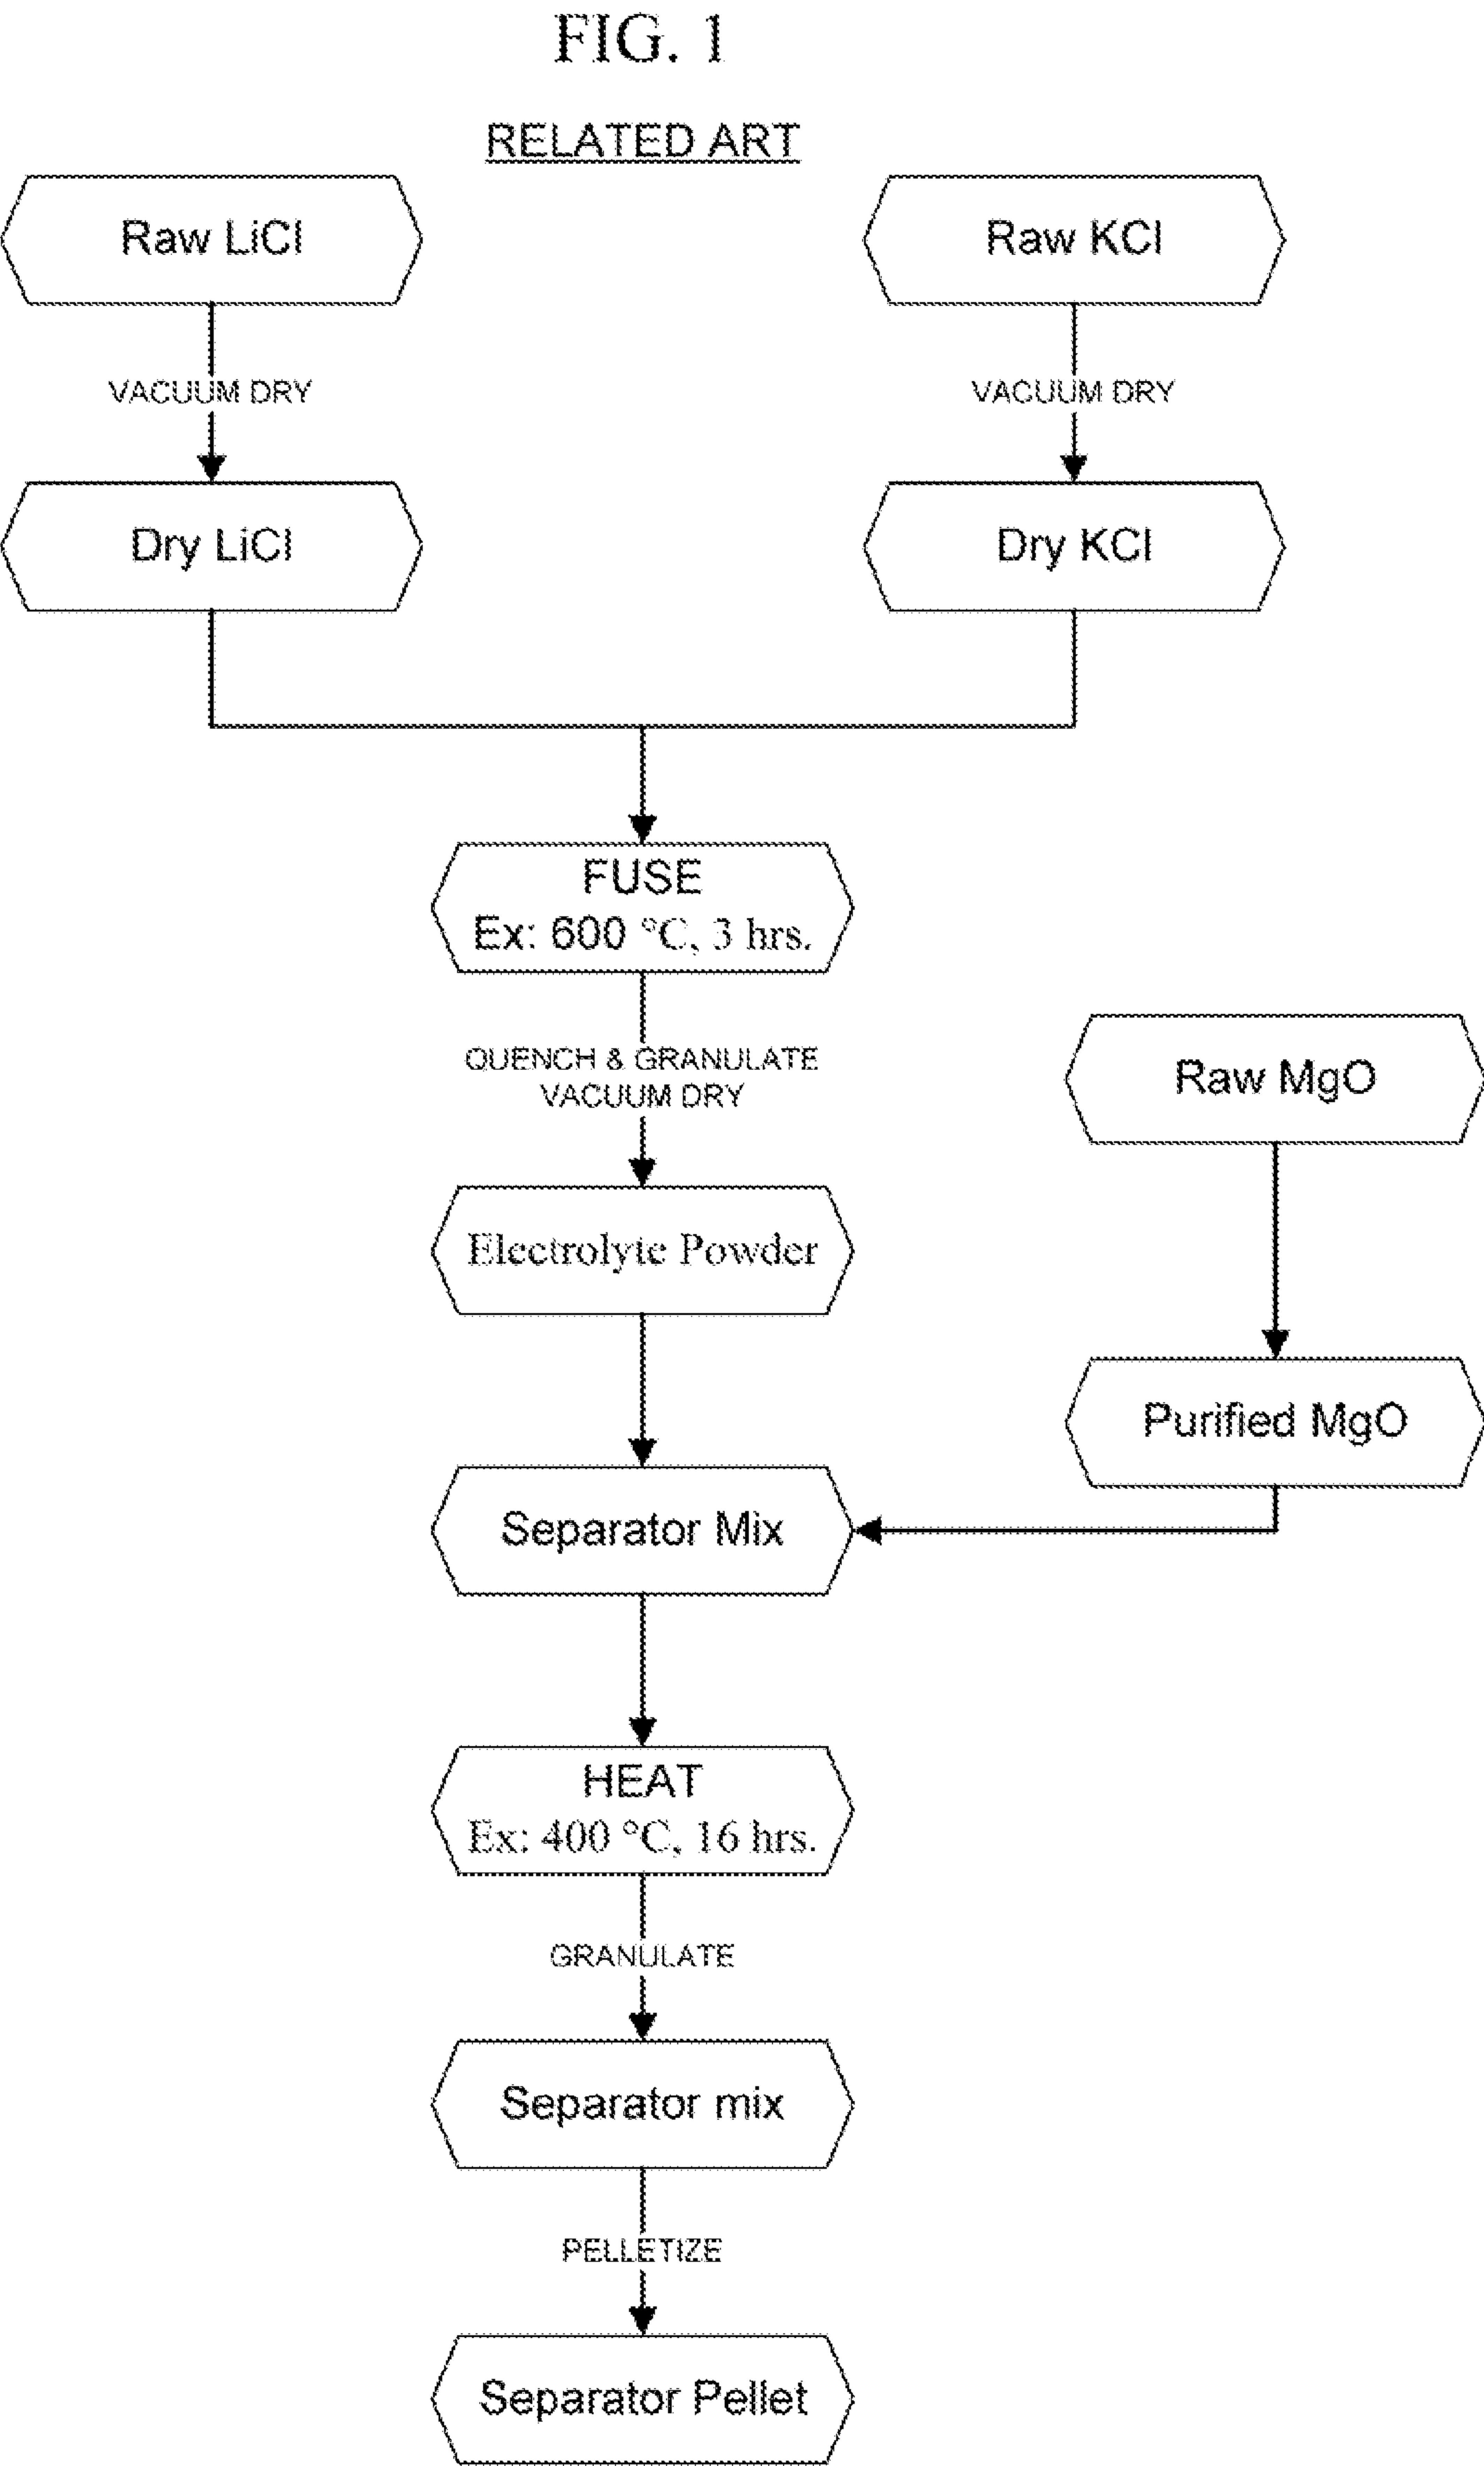 FIG. 1
RELATED ART
Raw LiCl
Raw KCl
VACUUM DRY
VACUUM DRY
Dry LiCl
Dry KCl
FUSE
Ex: 600 °C, 3 hrs.
QUENCH & GRANULATE
VACUUM DRY
Raw MgO
Electrolyte Powder
Purified MgO
Separator Mix
HEAT
Ex: 400 °C, 16 hrs.
GRANULATE
Separator mix
PELLETIZE
Separator Pellet